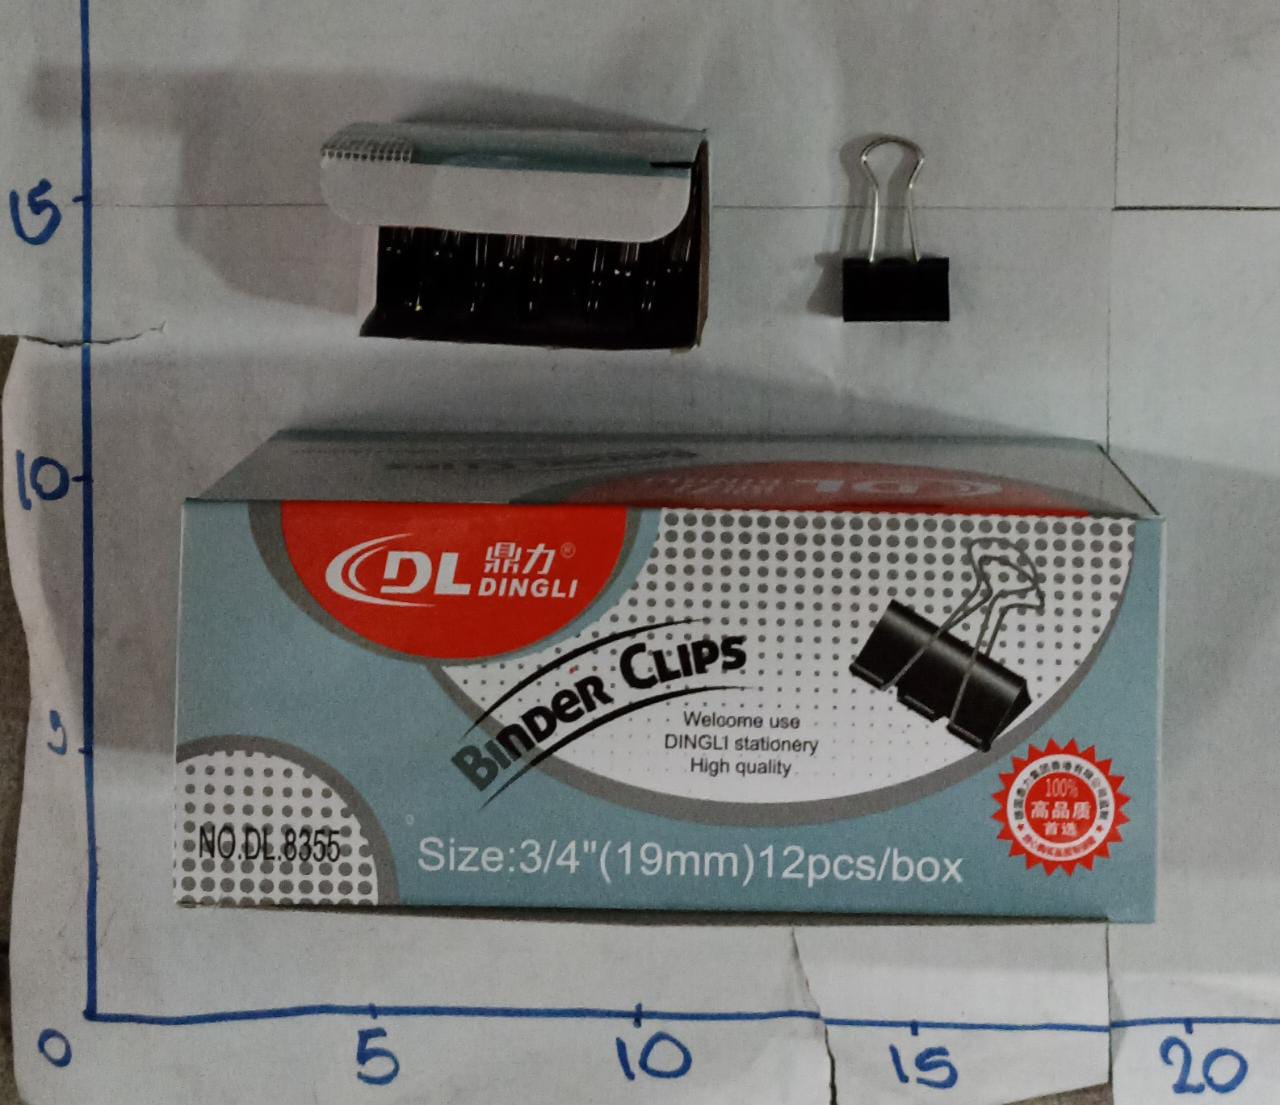 15
10
5
0
5
10
15
20
DL 鼎力®
DINGLI
BINDER CLIPS
Welcome use
DINGLI stationery
High quality
100%
高品质
首选
NO.DL.8355
Size:3/4"(19mm)12pcs/box